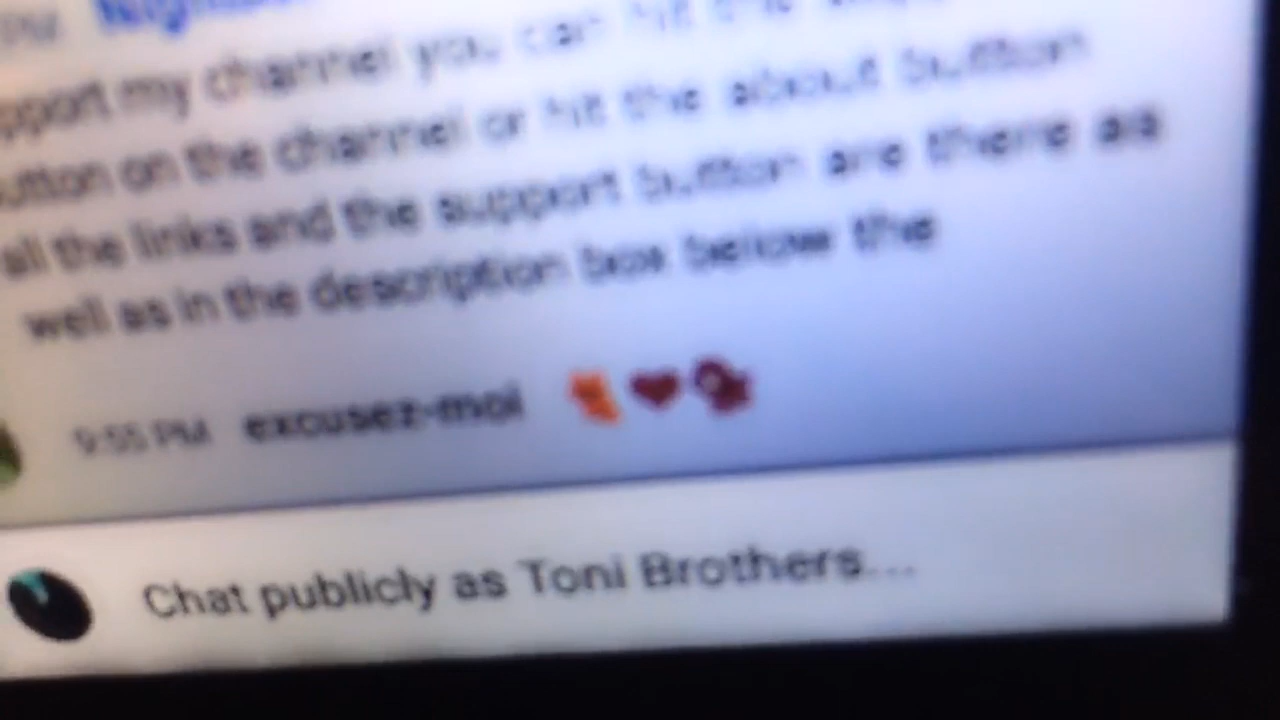 PM
pport my channel you can hit the
utton on the channel or hit the about button
all the links and the support button are there as
well as in the description box below the
9:55 PM excusez-moi
Chat publicly as Toni Brothers...